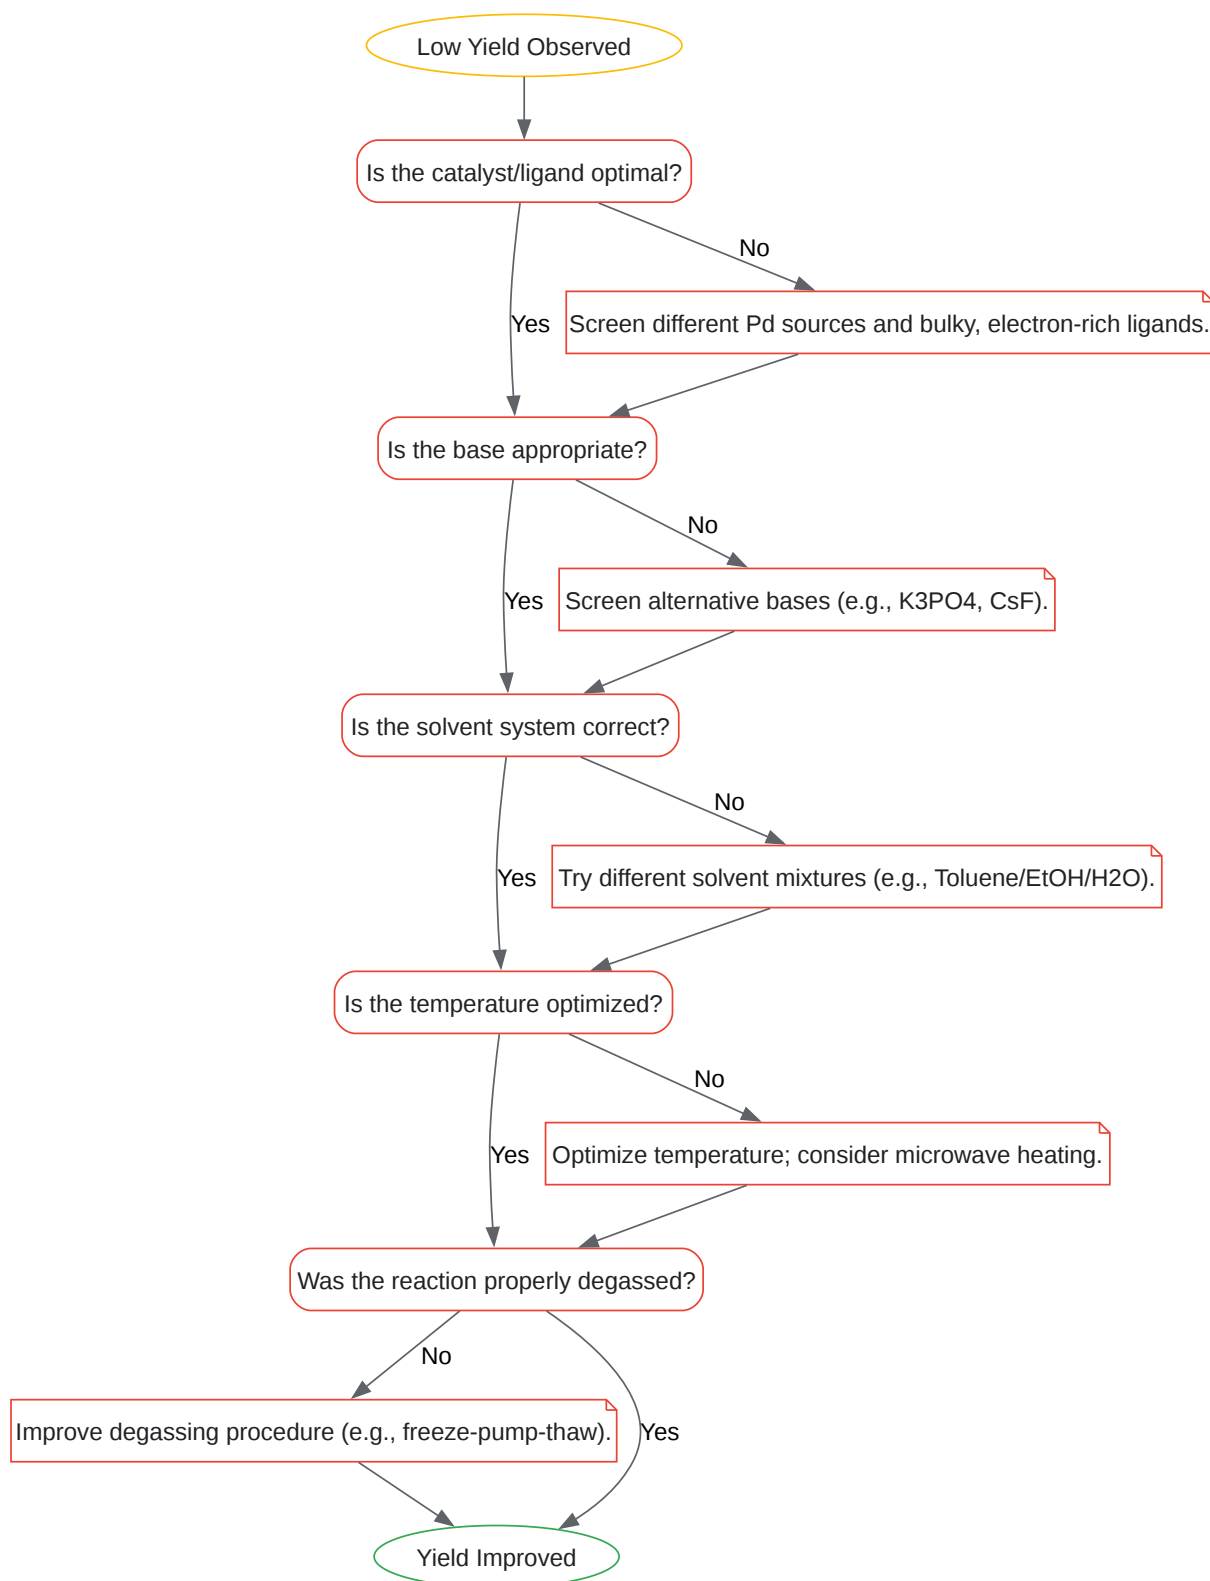 Low Yield Observed
Is the catalyst/ligand optimal?
No
Yes
Screen different Pd sources and bulky, electron-rich ligands.
Is the base appropriate?
No
Yes
Screen alternative bases (e.g., K3PO4, CsF).
Is the solvent system correct?
No
Yes
Try different solvent mixtures (e.g., Toluene/EtOH/H2O).
Is the temperature optimized?
No
Yes
Optimize temperature; consider microwave heating.
Was the reaction properly degassed?
No
Improve degassing procedure (e.g., freeze-pump-thaw).
Yes
Yield Improved